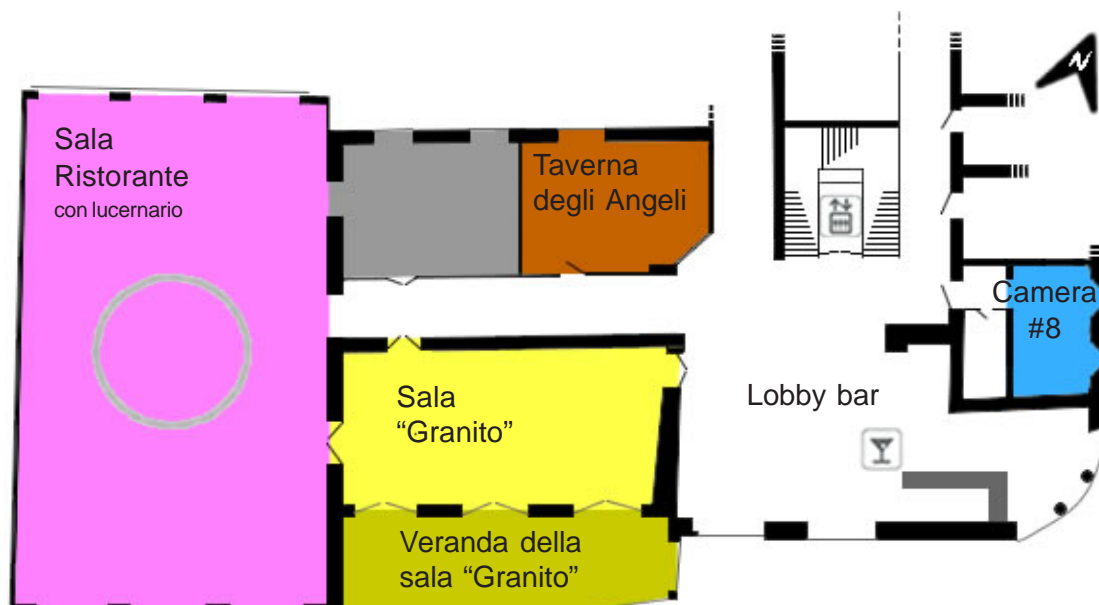 Sala
Ristorante
con lucernario
Taverna
degli Angeli
N
Camera
#8
Sala
“Granito”
Lobby bar
Veranda della
sala “Granito”